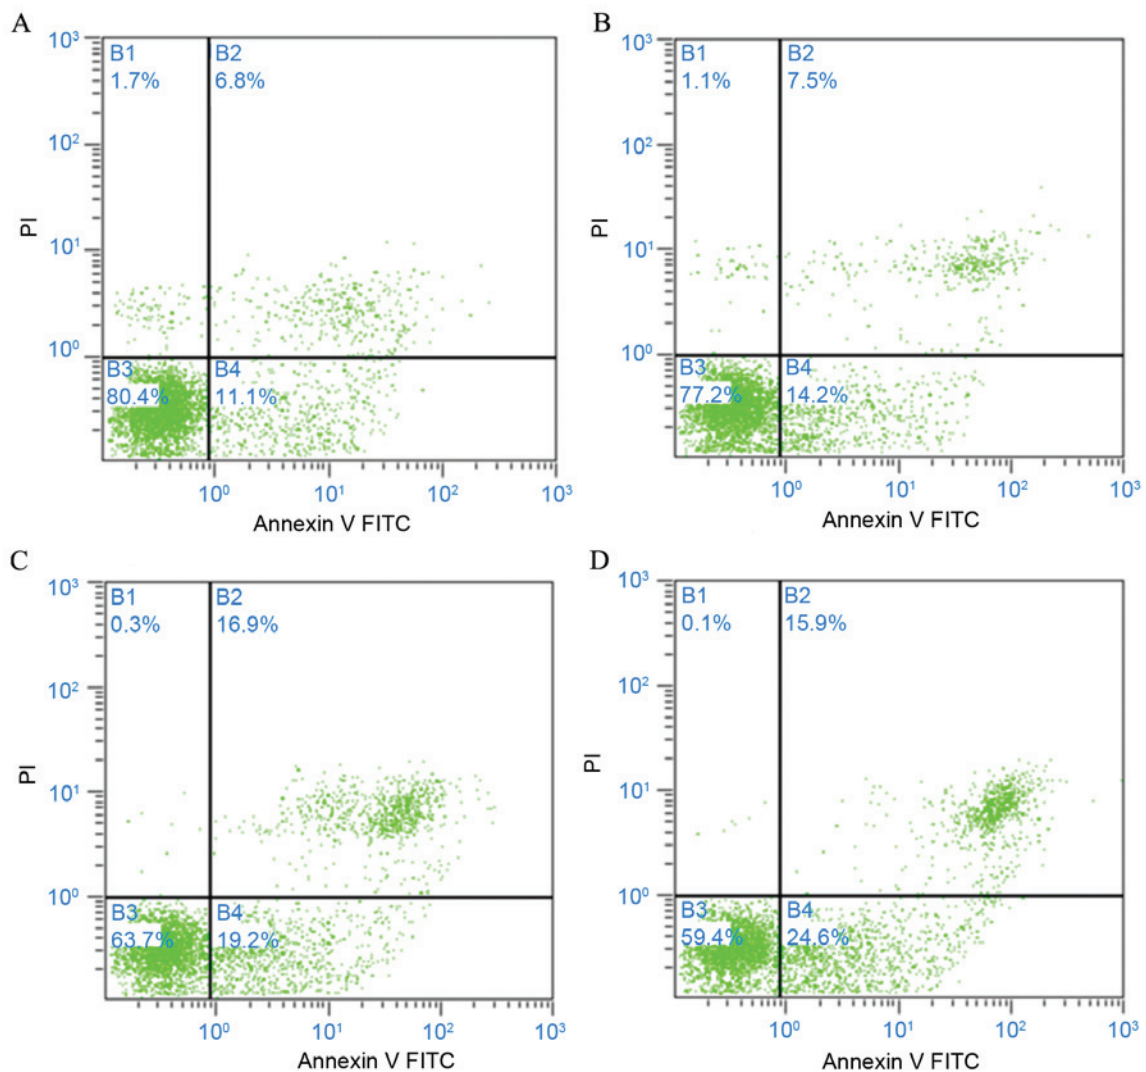 A
10³
B1
B2
1.7%
6.8%
10²
PI
10¹
10⁰
B3
B4
80.4%
11.1%
10⁰ 10¹ 10² 10³
Annexin V FITC
B
10³
B1
B2
1.1%
7.5%
10²
PI
10¹
10⁰
B3
B4
77.2%
14.2%
10⁰ 10¹ 10² 10³
Annexin V FITC
C
10³
B1
B2
0.3%
16.9%
10²
PI
10¹
10⁰
B3
B4
63.7%
19.2%
10⁰ 10¹ 10² 10³
Annexin V FITC
D
10³
B1
B2
0.1%
15.9%
10²
PI
10¹
10⁰
B3
B4
59.4%
24.6%
10⁰ 10¹ 10² 10³
Annexin V FITC